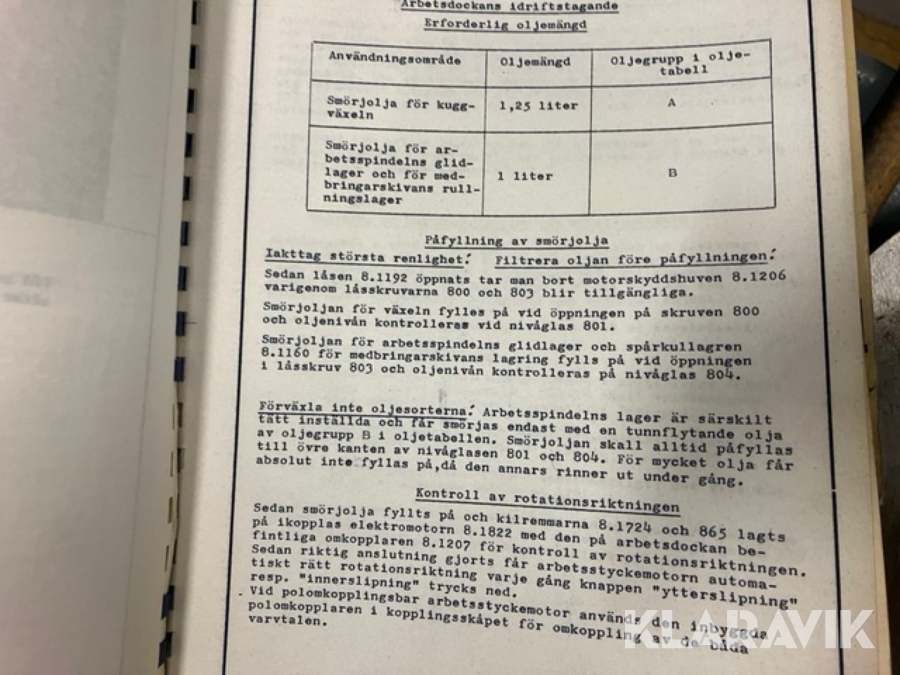 Arbetsdockans idriftstagande
Erforderlig oljemängd
Användningsområde
Oljemängd
Oljegrupp i olje-
tabell
Smörjolja för kugg-
växeln
1,25 liter
A
Smörjolja för ar-
betsspindelns glid-
lager och för med-
bringarskivans rull-
ningslager
1 liter
B
Påfyllning av smörjolja
Iakttag största renlighet! Filtrera oljan före påfyllningen!
Sedan låsen 8.1192 öppnats tar man bort motorskyddshuven 8.1206
varigenom låsskruvarna 800 och 803 blir tillgängliga.
Smörjoljan för växeln fylles på vid öppningen på skruven 800
och oljenivån kontrolleras vid nivåglas 801.
Smörjoljan för arbetsspindelns glidlager och spårkullagren
8.1160 för medbringarskivans lagring fylls på vid öppningen
i låsskruv 803 och oljenivån kontrolleras på nivåglas 804.
Förväxla inte oljesorterna! Arbetsspindelns lager är särskilt
tätt inställda och får smörjas endast med en tunnflytande olja
av oljegrupp B i oljetabellen. Smörjoljan skall alltid påfyllas
till övre kanten av nivåglasen 801 och 804. För mycket olja får
absolut inte fyllas på,då den annars rinner ut under gång.
Kontroll av rotationsriktningen
Sedan smörjolja fyllts på och kilremmarna 8.1724 och 865 lagts
på ikopplas elektromotorn 8.1822 med den på arbetsdockan be-
fintliga omkopplaren 8.1207 för kontroll av rotationsriktningen.
Sedan riktig anslutning gjorts får arbetsstyckemotorn automa-
tiskt rätt rotationsriktning varje gång knappen "ytterslipning"
resp. "innerslipning" trycks ned.
Vid polomkopplingsbar arbetsstyckemotor används den inbyggda
polomkopplaren i kopplingsskåpet för omkoppling av de båda
varvtalen.
KLARAVIK